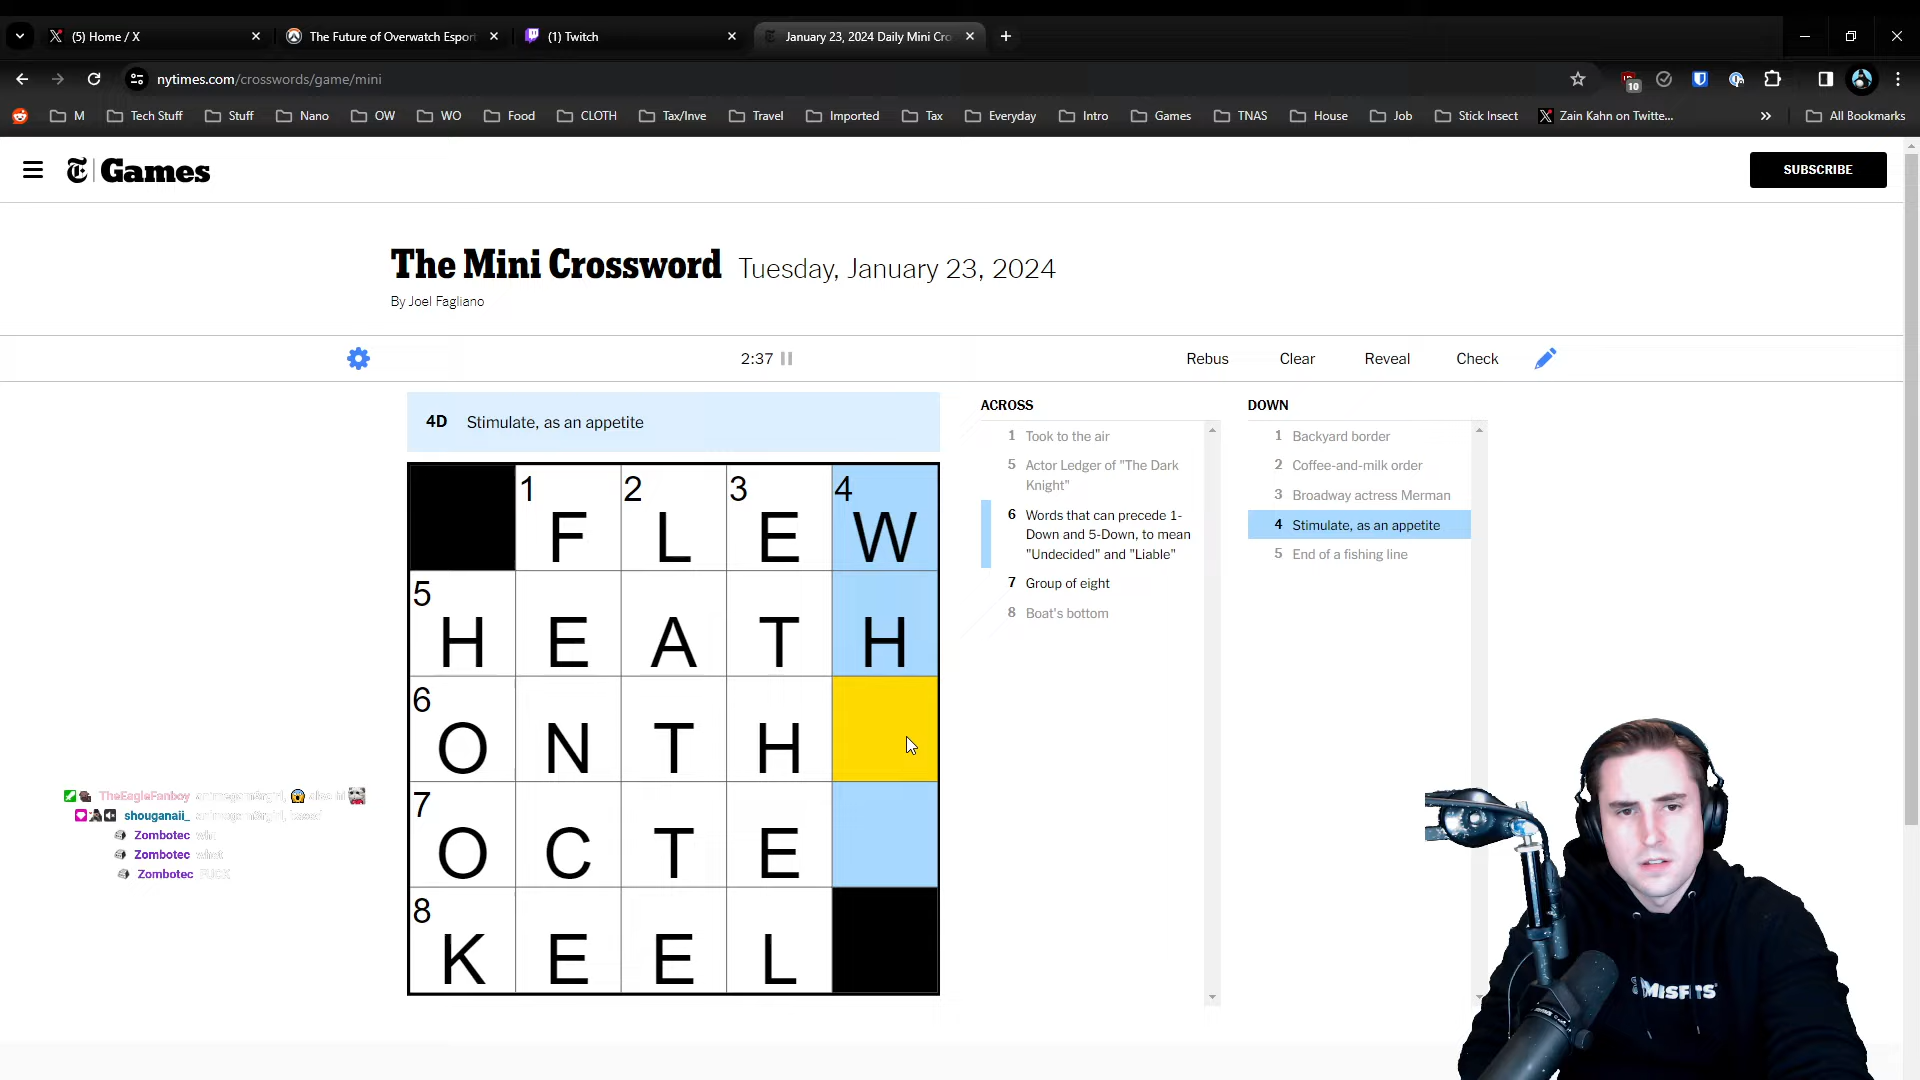 (5) Home / X
The Future of Overwatch Esport
(1) Twitch
January 23, 2024 Daily Mini Cro
nytimes.com/crosswords/game/mini
10
M
Tech Stuff
Stuff
Nano
OW
WO
Food
CLOTH
Tax/Inve
Travel
Imported
Tax
Everyday
Intro
Games
TNAS
House
Job
Stick Insect
Zain Kahn on Twitte...
All Bookmarks
Games
SUBSCRIBE
The Mini Crossword Tuesday, January 23, 2024
By Joel Fagliano
2:37
Rebus
Clear
Reveal
Check
4D Stimulate, as an appetite
1 2 3 4
F L E W
5
H E A T H
6
O N T H
7
O C T E
8
K E E L
ACROSS
1 Took to the air
5 Actor Ledger of "The Dark
Knight"
6 Words that can precede 1-
Down and 5-Down, to mean
"Undecided" and "Liable"
7 Group of eight
8 Boat's bottom
DOWN
1 Backyard border
2 Coffee-and-milk order
3 Broadway actress Merman
4 Stimulate, as an appetite
5 End of a fishing line
TheEagleFanboy
shouganaii_
Zombotec
Zombotec what
Zombotec FUCK
MISFITS